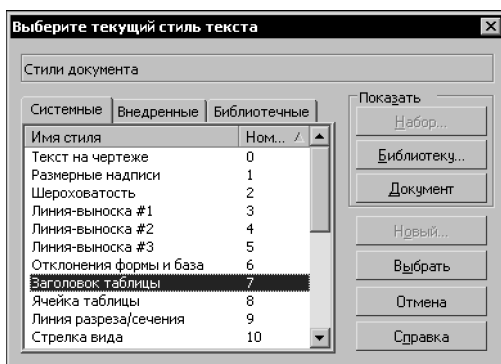 Выберите текущий стиль текста
Стили документа
Системные Внедренные Библиотечные
Имя стиля Ном...
Текст на чертеже 0
Размерные надписи 1
Шероховатость 2
Линия-выноска #1 3
Линия-выноска #2 4
Линия-выноска #3 5
Отклонения формы и база 6
Заголовок таблицы 7
Ячейка таблицы 8
Линия разреза/сечения 9
Стрелка вида 10
Показать
Набор...
Библиотеку...
Документ
Новый...
Выбрать
Отмена
Справка